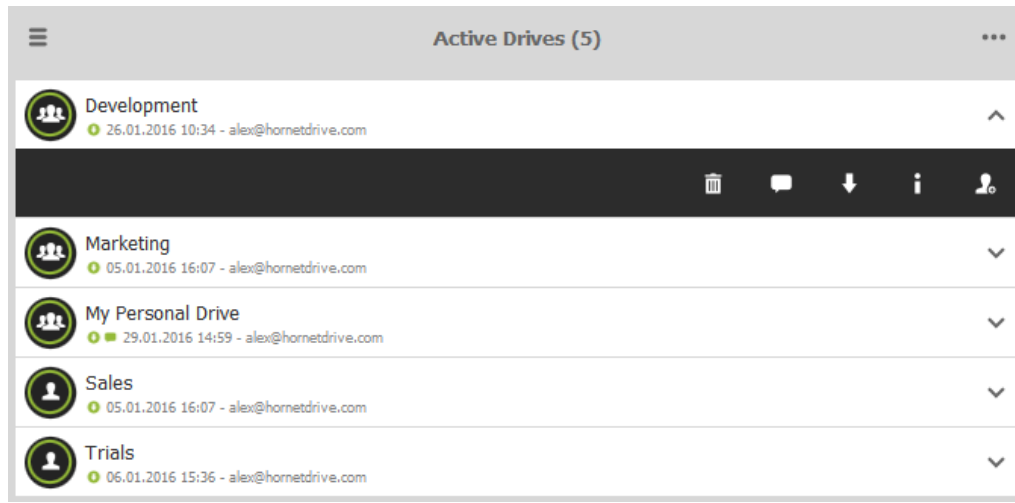 Active Drives (5)
Development
26.01.2016 10:34 - alex@hornetdrive.com
Marketing
05.01.2016 16:07 - alex@hornetdrive.com
My Personal Drive
29.01.2016 14:59 - alex@hornetdrive.com
Sales
05.01.2016 16:07 - alex@hornetdrive.com
Trials
06.01.2016 15:36 - alex@hornetdrive.com